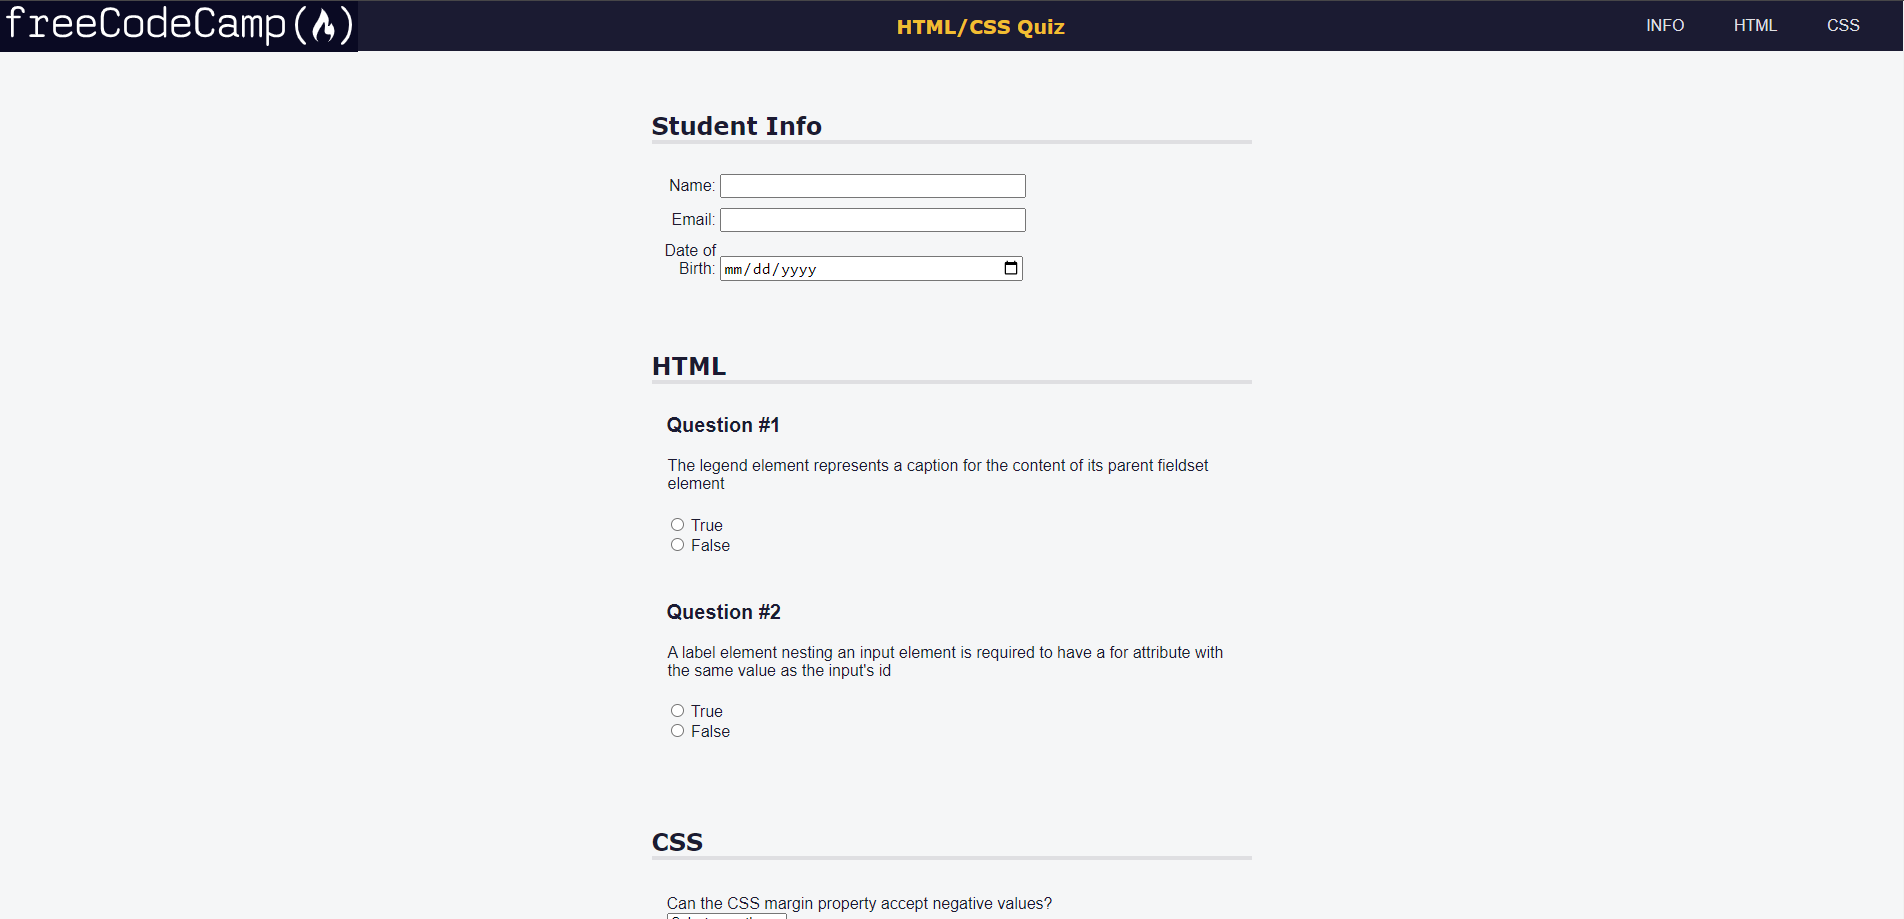 freeCodeCamp
HTML/CSS Quiz
INFO HTML CSS
Student Info
Name:
Email:
Date of
Birth: mm/dd/yyyy
HTML
Question #1
The legend element represents a caption for the content of its parent fieldset
element
True
False
Question #2
A label element nesting an input element is required to have a for attribute with
the same value as the input's id
True
False
CSS
Can the CSS margin property accept negative values?